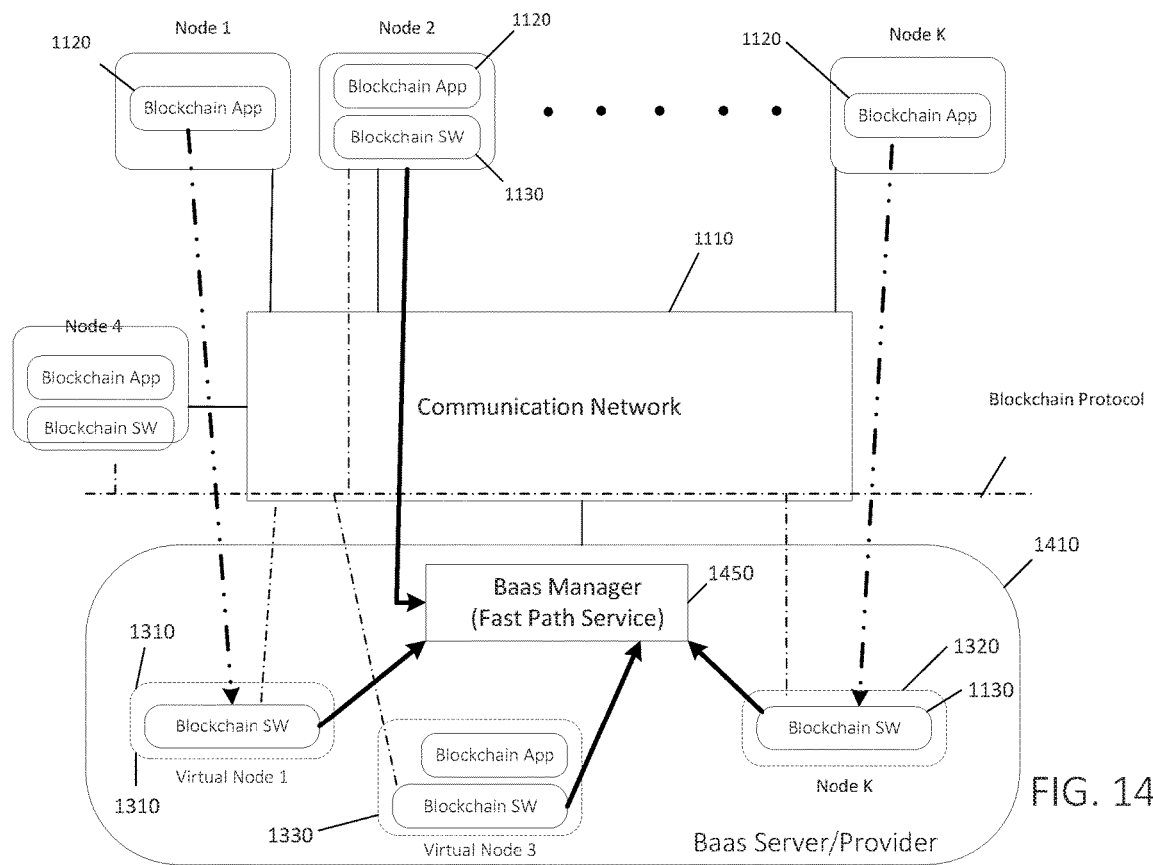 Node 1
Node 2
1120
Node K
1120
1120
Blockchain App
Blockchain App
Blockchain App
Blockchain SW
1130
1110
Node 4
Blockchain App
Blockchain SW
Communication Network
Blockchain Protocol
1410
Baas Manager
(Fast Path Service)
1450
1310
1320
1130
Blockchain SW
Blockchain SW
Virtual Node 1
Blockchain App
Node K
1310
Blockchain SW
1330
Virtual Node 3
Baas Server/Provider
FIG. 14